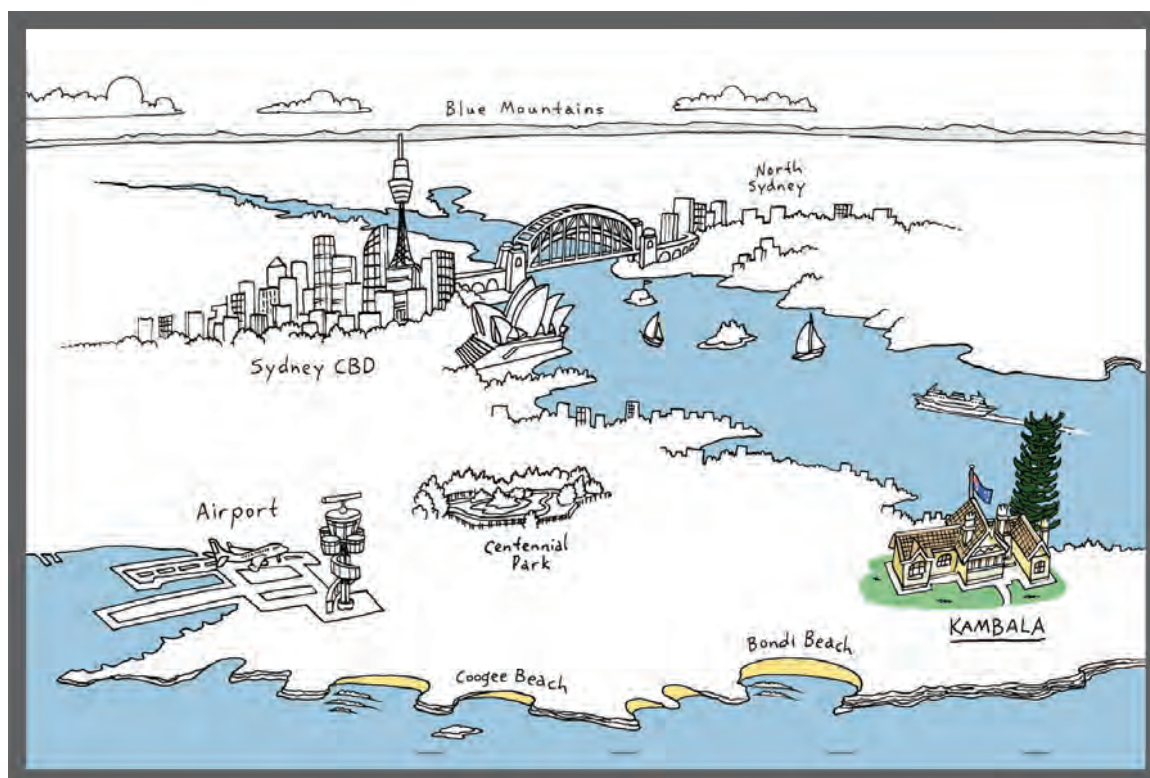 Blue Mountains
North
Sydney
Sydney CBD
Airport
Centennial
Park
KAMBALA
Bondi Beach
Coogee Beach